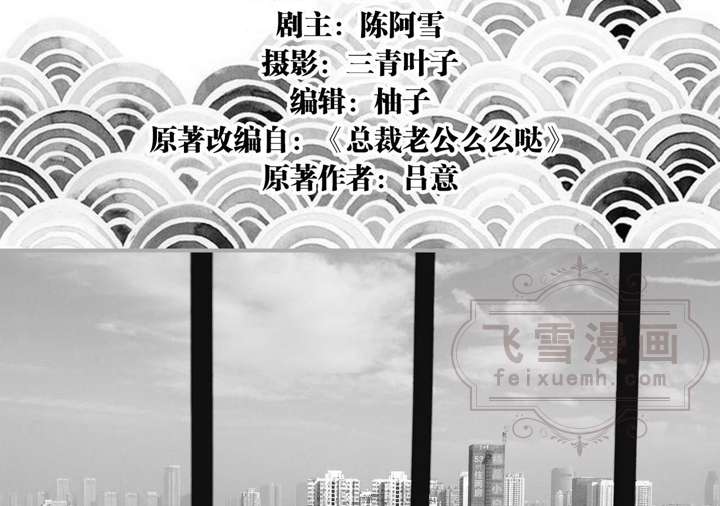 剧主：陈阿雪
摄影：三青叶子
编辑：柚子
原著改编自：《总裁老公么么哒》
原著作者：吕意
飞雪漫画
feixuemh.com